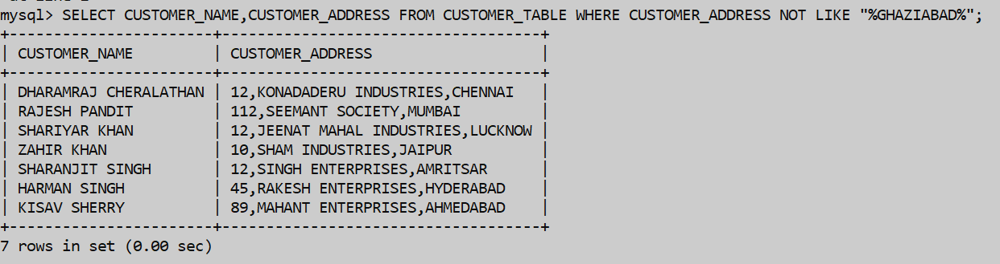 mysql> SELECT CUSTOMER_NAME,CUSTOMER_ADDRESS FROM CUSTOMER_TABLE WHERE CUSTOMER_ADDRESS NOT LIKE "%GHAZIABAD%";
+----------------------+----------------------------------+
| CUSTOMER_NAME        | CUSTOMER_ADDRESS                 |
+----------------------+----------------------------------+
| DHARAMRAJ CHERALATHAN | 12,KONADADERU INDUSTRIES,CHENNAI   |
| RAJESH PANDIT         | 112,SEEMANT SOCIETY,MUMBAI         |
| SHARIYAR KHAN         | 12,JEENAT MAHAL INDUSTRIES,LUCKNOW |
| ZAHIR KHAN            | 10,SHAM INDUSTRIES,JAIPUR          |
| SHARANJIT SINGH       | 12,SINGH ENTERPRISES,AMRITSAR      |
| HARMAN SINGH          | 45,RAKESH ENTERPRISES,HYDERABAD    |
| KISAV SHERRY          | 89,MAHANT ENTERPRISES,AHMEDABAD    |
+-----------------------+------------------------------------+
7 rows in set (0.00 sec)